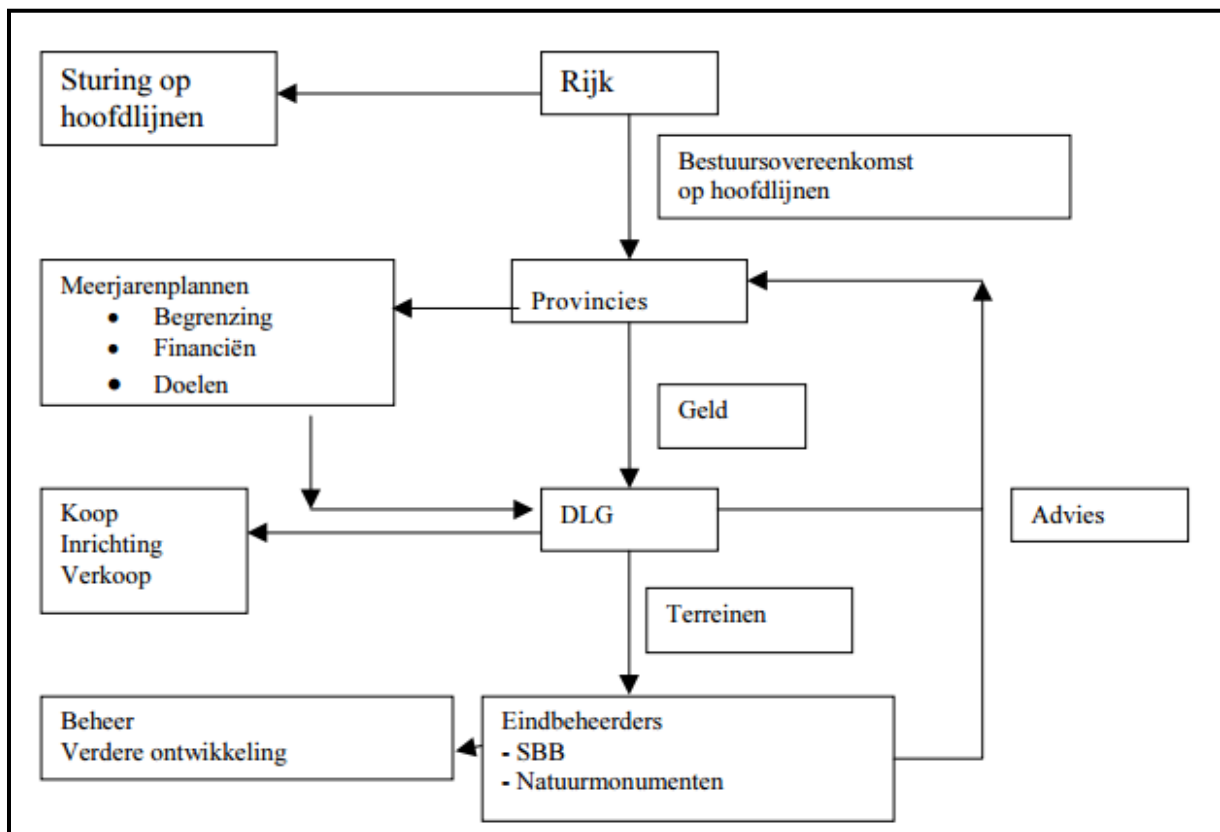 Sturing op
hoofdlijnen
Rijk
Bestuursovereenkomst
op hoofdlijnen
Meerjarenplannen
• Begrenzing
• Financiën
• Doelen
Provincies
Geld
Koop
Inrichting
Verkoop
DLG
Advies
Terreinen
Beheer
Verdere ontwikkeling
Eindbeheerders
- SBB
- Natuurmonumenten